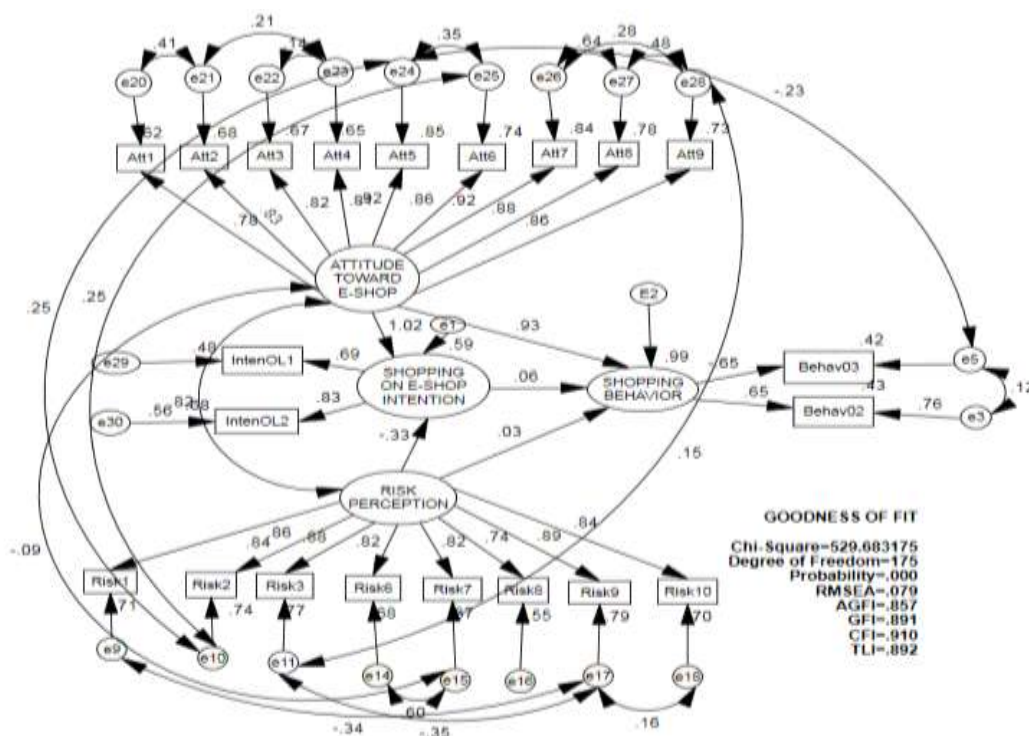 .41
.21
.14
.35
.64
.28
.48
e20
e21
e22
e23
e24
e25
e26
e27
e28
-.23
.62
.68
.67
.65
.85
.74
.84
.78
.73
Att1
Att2
Att3
Att4
Att5
Att6
Att7
Att8
Att9
.78
.83
.82
.92
.86
.92
.88
.86
ATTITUDE
TOWARD
E-SHOP
E2
.25
.25
1.02
e1
.59
.93
.42
e29
.48
IntenOL1
.69
SHOPPING
ON E-SHOP
INTENTION
.06
.99
SHOPPING
BEHAVIOR
-.65
Behav03
e5
.43
.12
e30
.56
IntenOL2
.83
.65
Behav02
.76
e3
-.33
.03
.15
RISK
PERCEPTION
-.09
.86
.84
.86
.88
.82
.82
.74
.89
.84
Risk1
Risk2
Risk3
Risk6
Risk7
Risk8
Risk9
Risk10
.71
.74
.77
.68
.67
.55
.79
.70
e9
e10
e11
e14
e15
e16
e17
e18
.60
-.34
-.35
.16
GOODNESS OF FIT
Chi-Square=529.683175
Degree of Freedom=175
Probability=.000
RMSEA=.079
AGFI=.857
GFI=.891
CFI=.910
TLI=.892